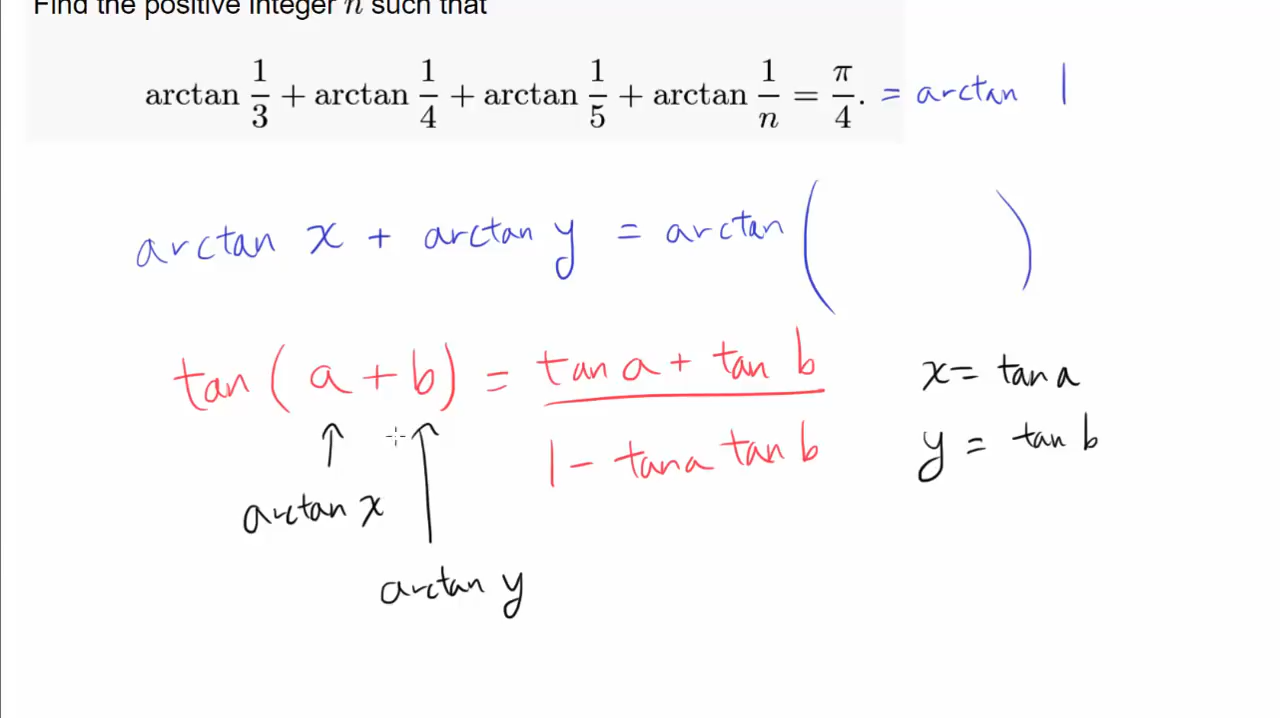 Find the positive integer n such that
arctan 1/3 + arctan 1/4 + arctan 1/5 + arctan 1/n = π/4. = arctan 1
arctan x + arctan y = arctan ( )
tan ( a + b ) = (tan a + tan b) / (1 - tan a tan b)
x = tan a
y = tan b
arctan x
arctan y